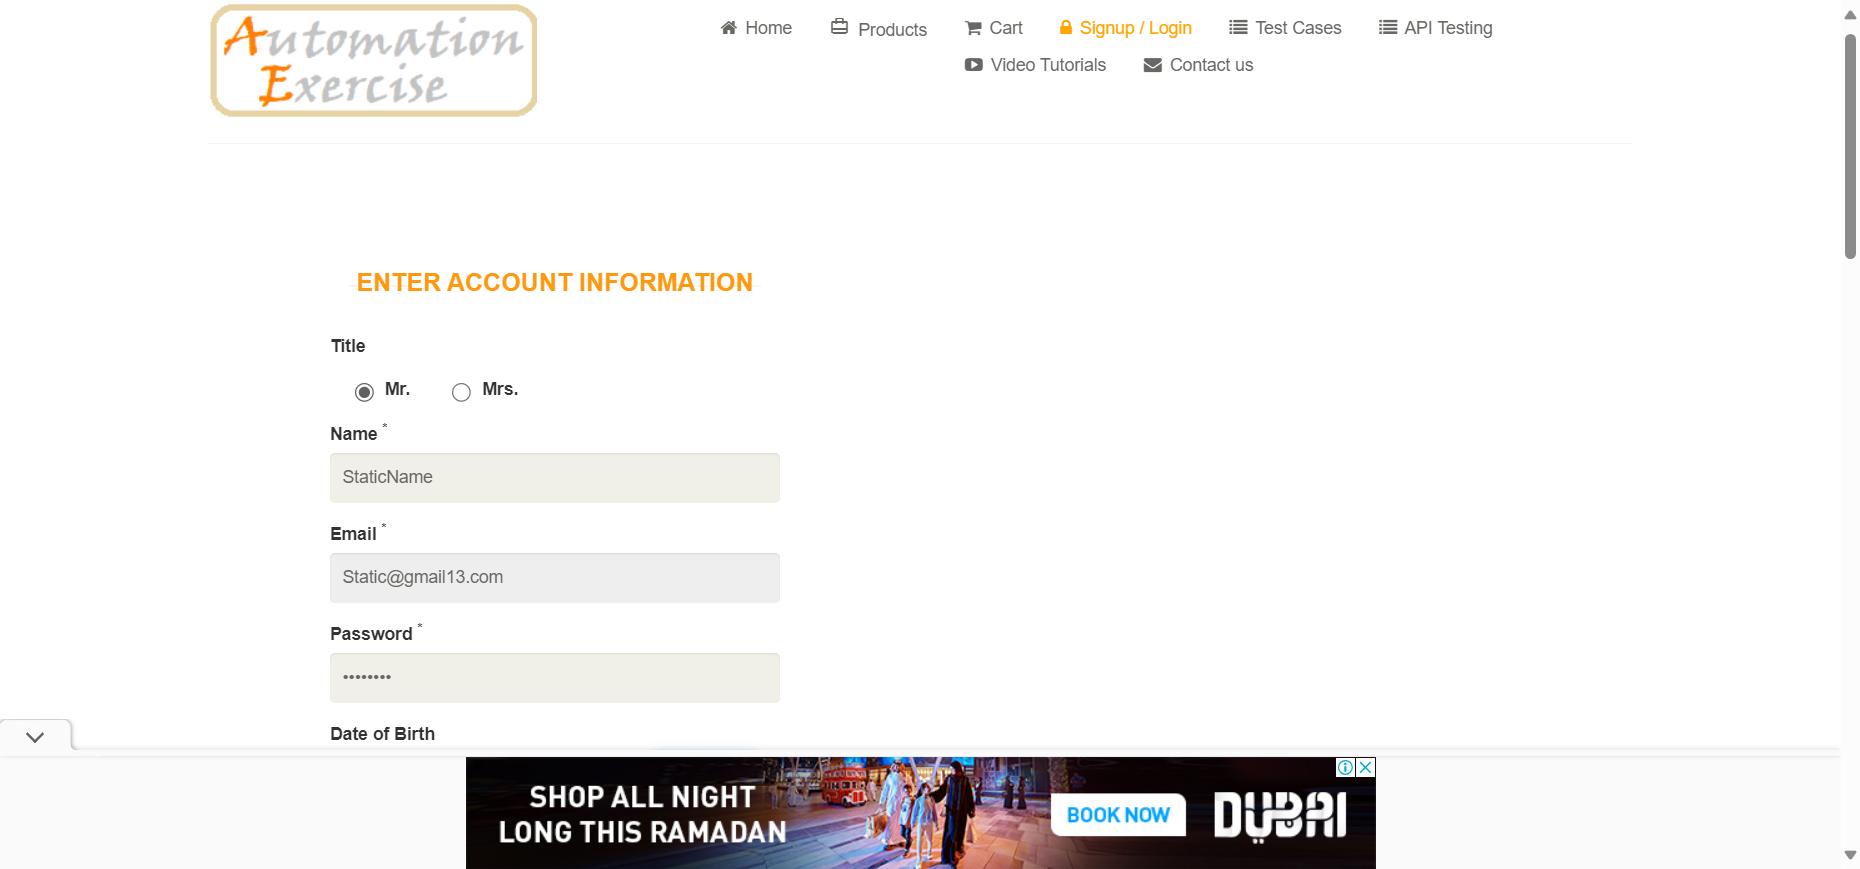 Automation
Exercise
Home
Products
Cart
Signup / Login
Test Cases
API Testing
Video Tutorials
Contact us
ENTER ACCOUNT INFORMATION
Title
Mr.
Mrs.
Name *
StaticName
Email *
Static@gmail13.com
Password *
••••••••
Date of Birth
SHOP ALL NIGHT
LONG THIS RAMADAN
BOOK NOW
DUBAI